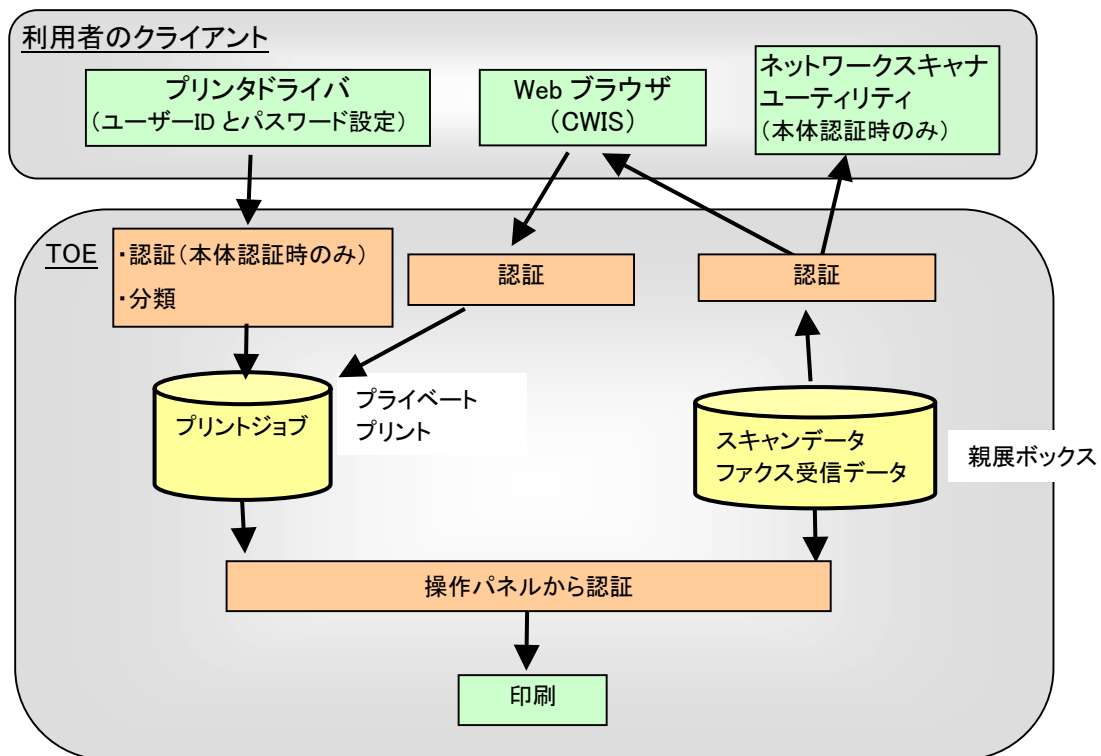 利用者のクライアント
プリンタドライバ
（ユーザーID とパスワード設定）
Web ブラウザ
（CWIS）
ネットワークスキャナ
ユーティリティ
（本体認証時のみ）
TOE
・認証（本体認証時のみ）
・分類
認証
認証
プリントジョブ
プライベート
プリント
スキャンデータ
ファクス受信データ
親展ボックス
操作パネルから認証
印刷